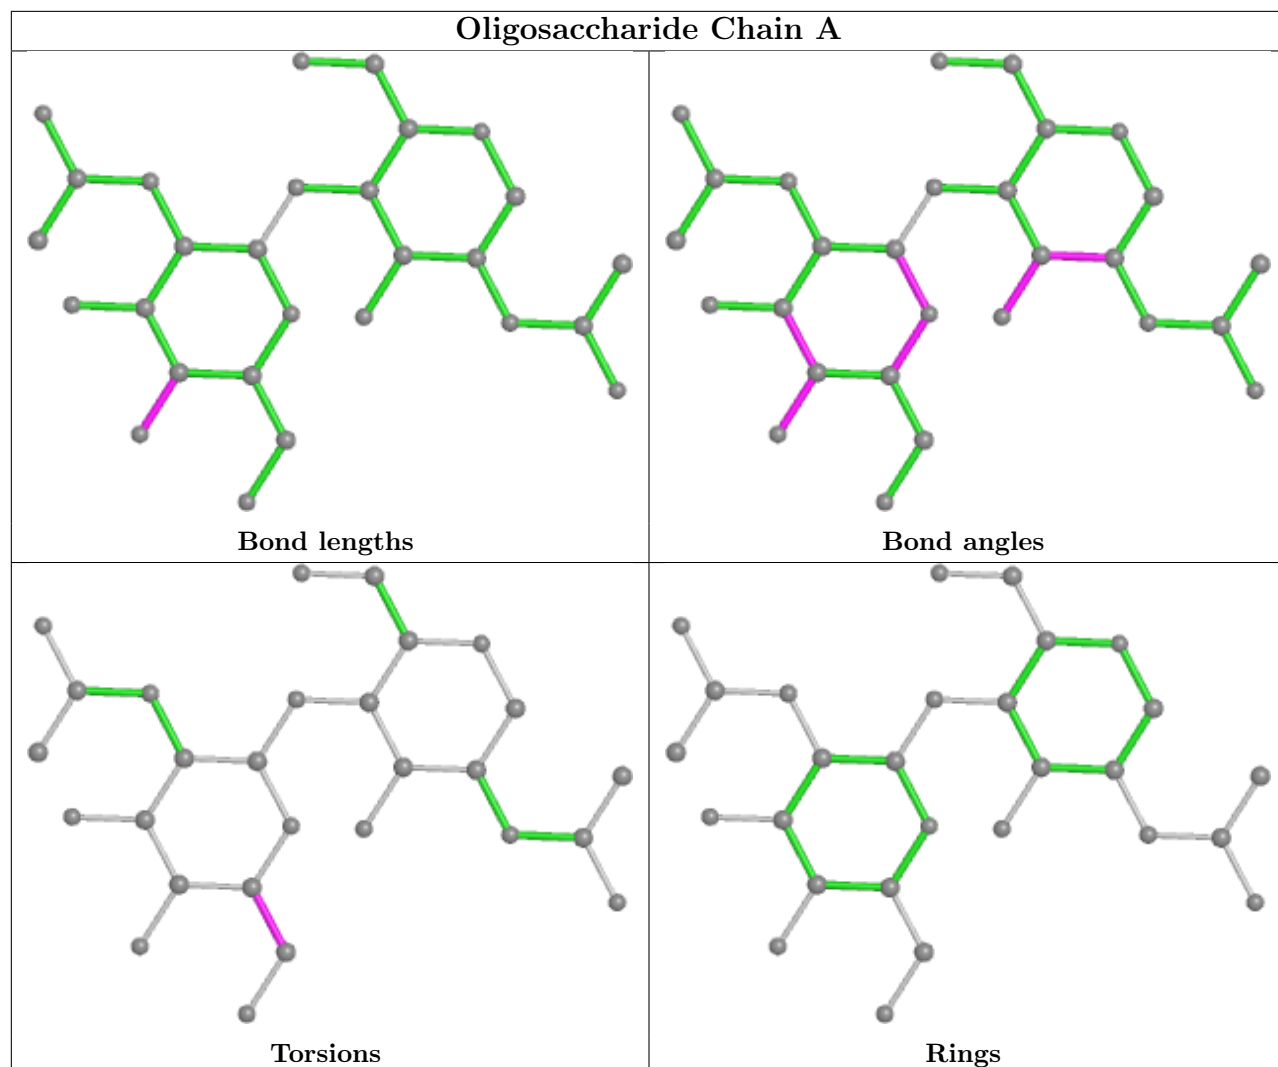 Oligosaccharide Chain A
Bond lengths
Bond angles
Torsions
Rings